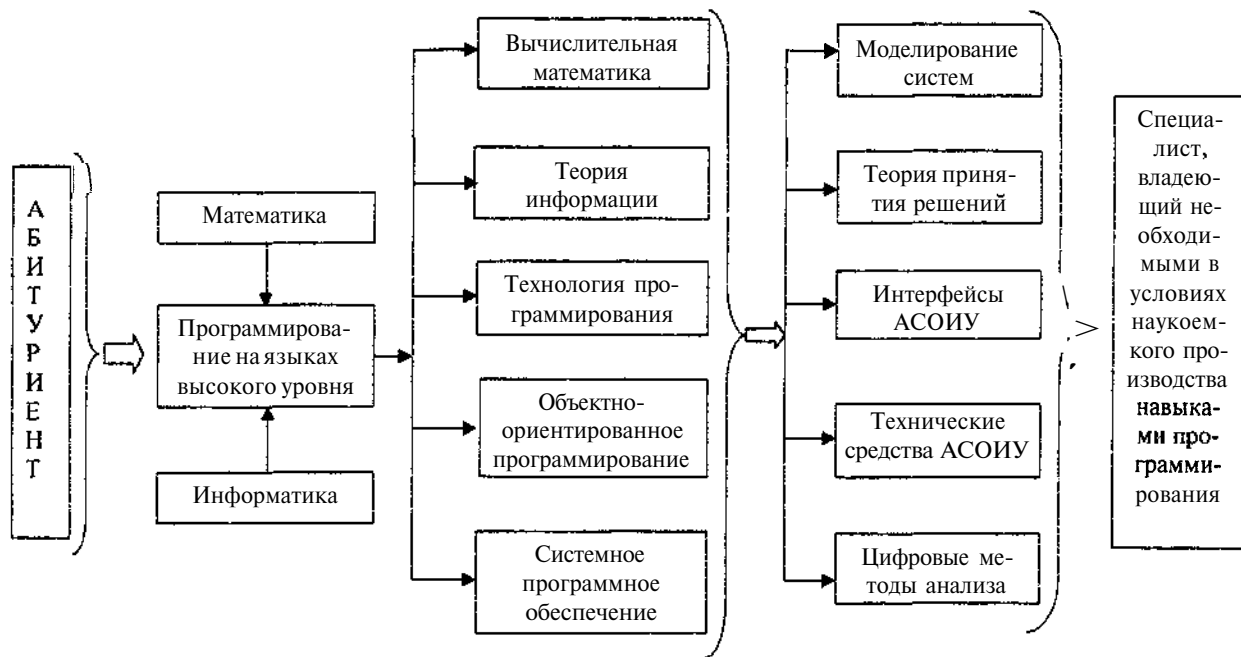 А
Б
И
Т
У
Р
И
Е
Н
Т
Математика
Программирова-
ние на языках
высокого уровня
Информатика
Вычислительная
математика
Теория
информации
Технология про-
граммирования
Объектно-
ориентированное
программирование
Системное
программное
обеспечение
Моделирование
систем
Теория приня-
тия решений
Интерфейсы
АСОИУ
Технические
средства АСОИУ
Цифровые ме-
тоды анализа
Специа-
лист,
владею-
щий не-
обходи-
мыми в
условиях
наукоем-
кого про-
изводства
навыка-
ми про-
грамми-
рования